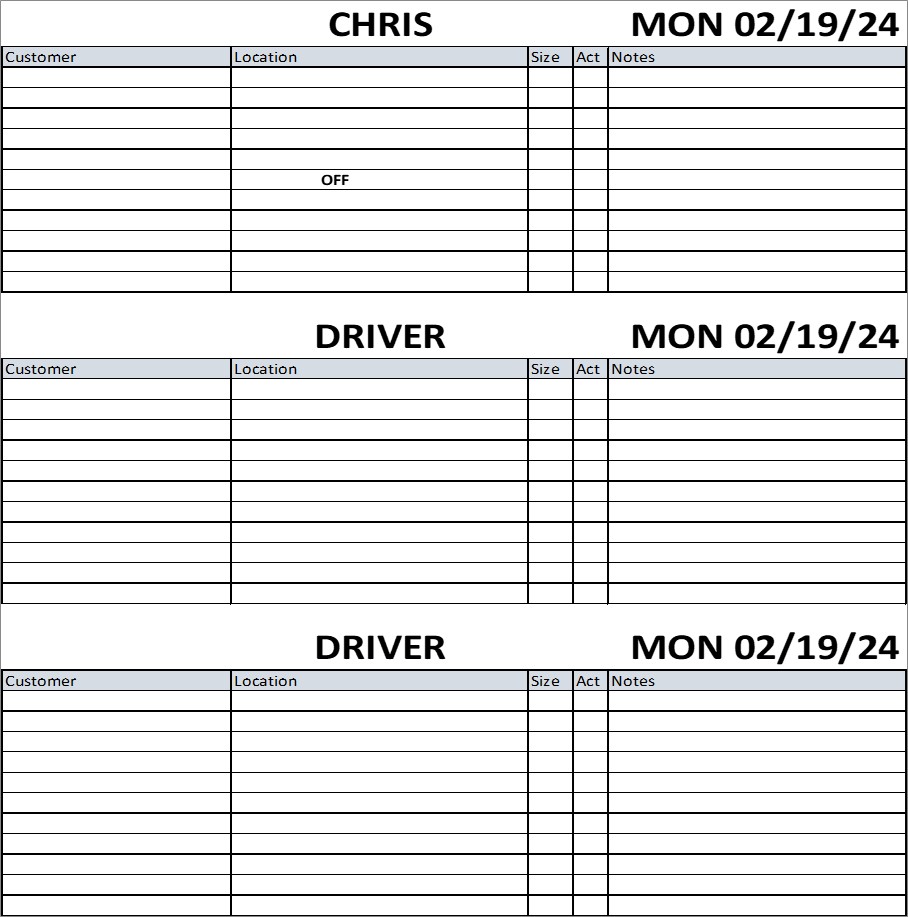 CHRIS MON 02/19/24
Customer Location Size Act Notes
OFF
DRIVER MON 02/19/24
Customer Location Size Act Notes
DRIVER MON 02/19/24
Customer Location Size Act Notes